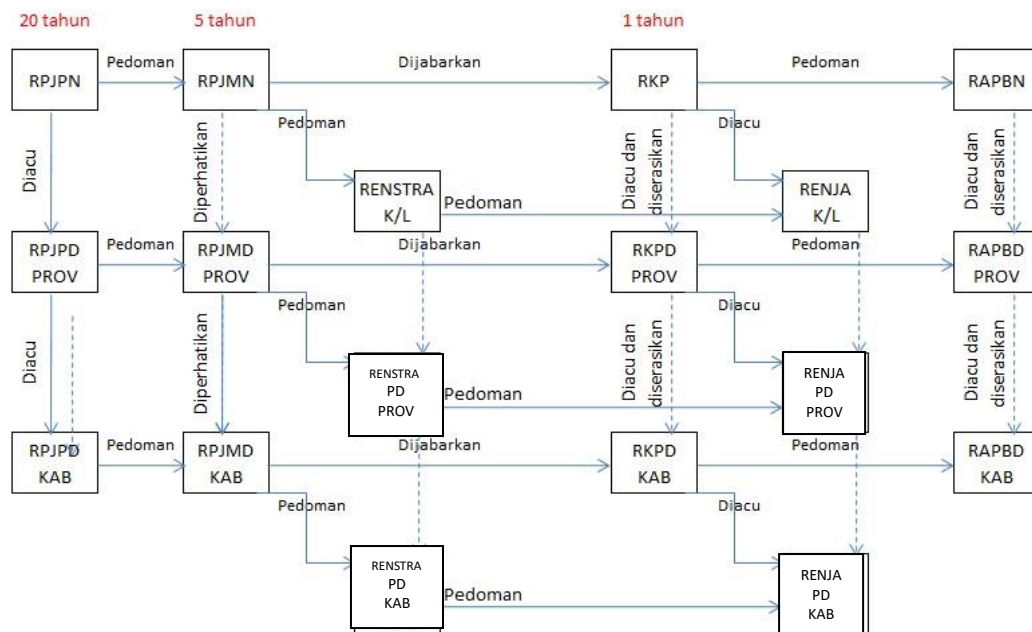 20 tahun
5 tahun
1 tahun
RPJPN
Pedoman
RPJMN
Dijabarkan
RKP
Pedoman
RAPBN
Diacu
Diperhatikan
Pedoman
Diacu dan
diserasikan
Diacu
Diacu dan
diserasikan
RENSTRA
K/L
Pedoman
RENJA
K/L
RPJPD
PROV
Pedoman
RPJMD
PROV
Dijabarkan
RKPD
PROV
Pedoman
RAPBD
PROV
Diacu
Diperhatikan
Pedoman
Diacu dan
diserasikan
Diacu
Diacu dan
diserasikan
RENSTRA
PD
PROV
Pedoman
RENJA
PD
PROV
RPJPD
KAB
Pedoman
RPJMD
KAB
Dijabarkan
RKPD
KAB
Pedoman
RAPBD
KAB
Pedoman
Diacu
RENSTRA
PD
KAB
Pedoman
RENJA
PD
KAB